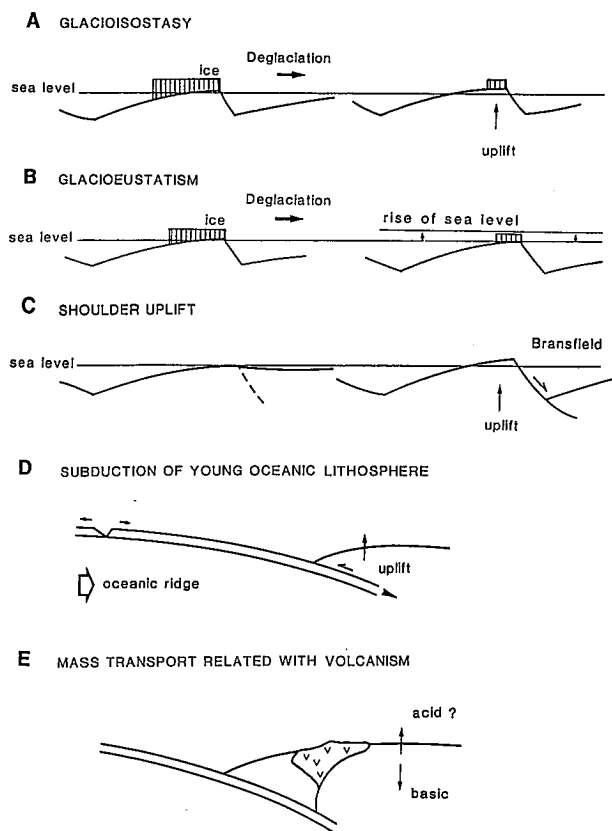 A GLACIOISOSTASY
ice
Deglaciation
sea level
uplift
B GLACIOEUSTATISM
Deglaciation
ice
rise of sea level
sea level
C SHOULDER UPLIFT
Bransfield
sea level
uplift
D SUBDUCTION OF YOUNG OCEANIC LITHOSPHERE
uplift
oceanic ridge
E MASS TRANSPORT RELATED WITH VOLCANISM
acid ?
v v v v v v v
basic